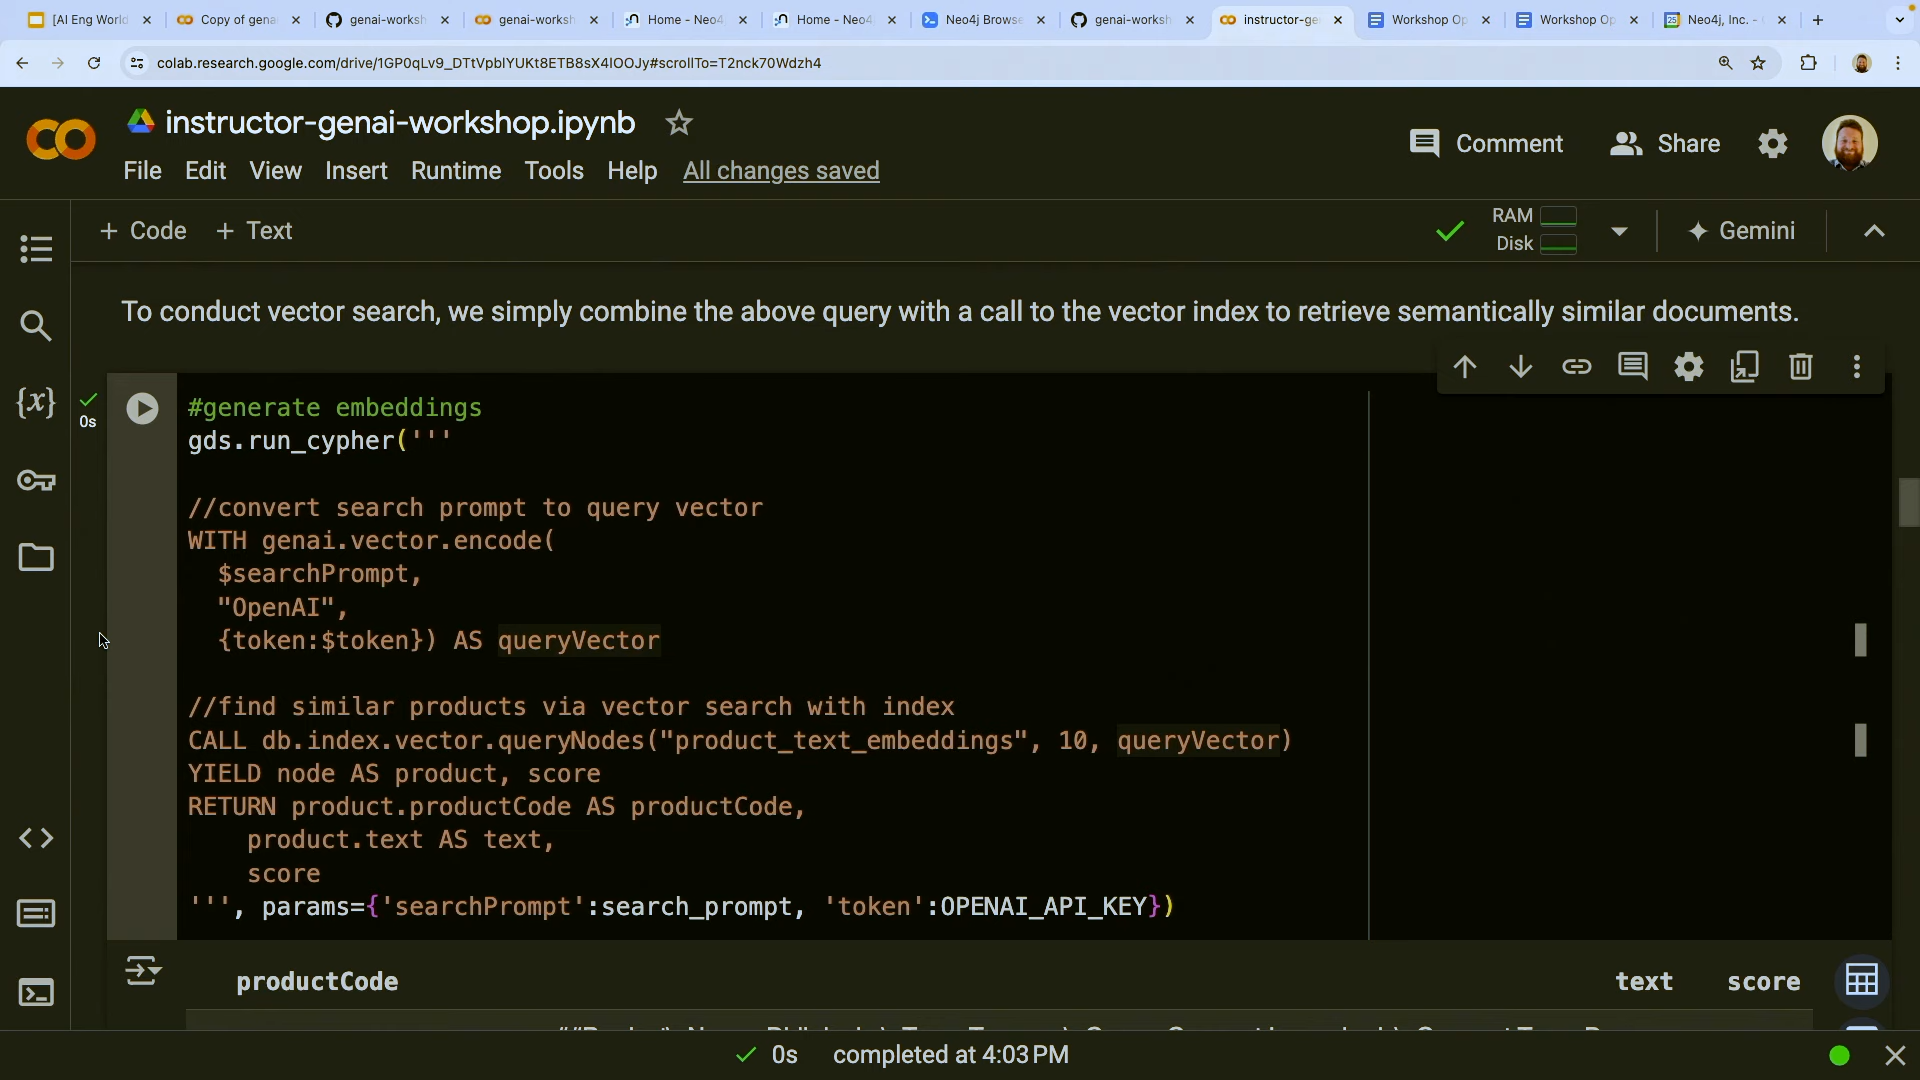 [AI Eng World
Copy of gena
genai-worksh
genai-worksh
Home - Neo4
Home - Neo4
Neo4j Browse
genai-worksh
instructor-ge
Workshop Op
Workshop Op
Neo4j, Inc. -
colab.research.google.com/drive/1GP0qLv9_DTtVpblYUKt8ETB8sX4IOOJy#scrollTo=T2nck70Wdzh4
instructor-genai-workshop.ipynb
Comment
Share
File Edit View Insert Runtime Tools Help All changes saved
+ Code + Text
RAM
Disk
Gemini
To conduct vector search, we simply combine the above query with a call to the vector index to retrieve semantically similar documents.
{x}
0s
#generate embeddings
gds.run_cypher('''
//convert search prompt to query vector
WITH genai.vector.encode(
$searchPrompt,
"OpenAI",
{token:$token}) AS queryVector
//find similar products via vector search with index
CALL db.index.vector.queryNodes("product_text_embeddings", 10, queryVector)
YIELD node AS product, score
RETURN product.productCode AS productCode,
product.text AS text,
score
''', params={'searchPrompt':search_prompt, 'token':OPENAI_API_KEY})
productCode text score
0s completed at 4:03 PM